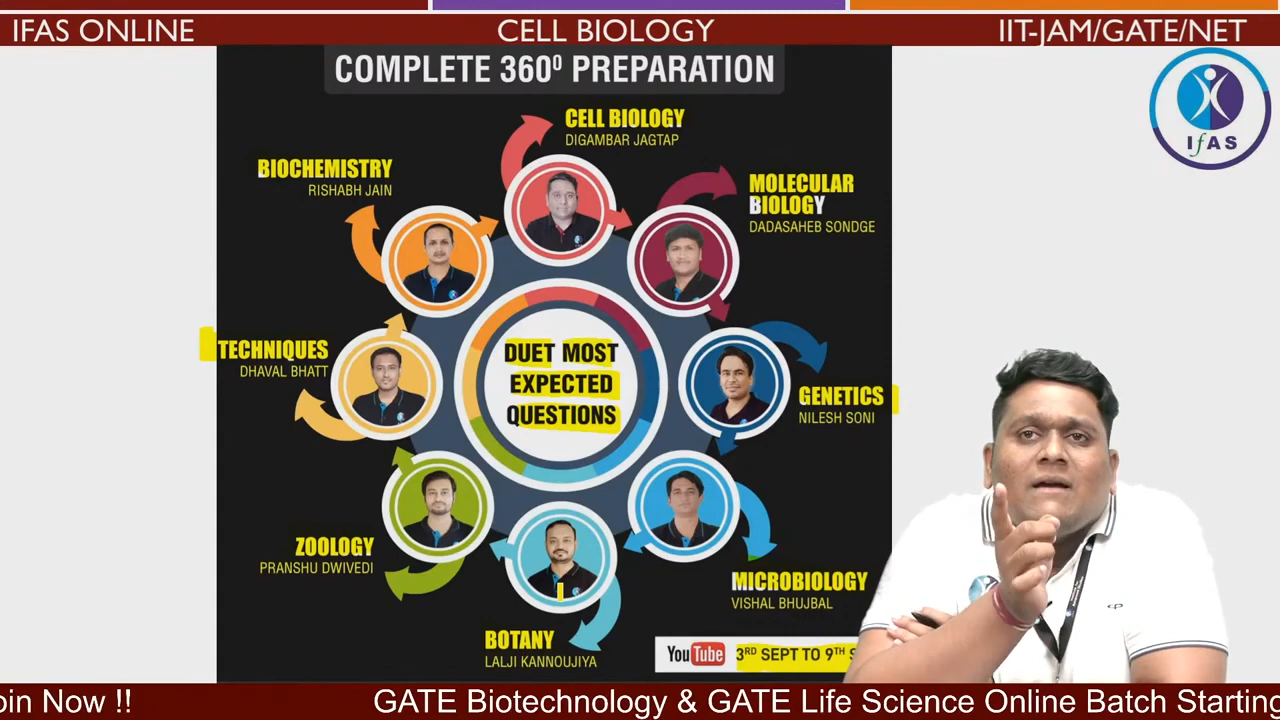 IFAS ONLINE
CELL BIOLOGY
IIT-JAM/GATE/NET
COMPLETE 360⁰ PREPARATION
IfAS
CELL BIOLOGY
DIGAMBAR JAGTAP
BIOCHEMISTRY
RISHABH JAIN
MOLECULAR
BIOLOGY
DADASAHEB SONDGE
TECHNIQUES
DHAVAL BHATT
DUET MOST
EXPECTED
QUESTIONS
GENETICS
NILESH SONI
ZOOLOGY
PRANSHU DWIVEDI
MICROBIOLOGY
VISHAL BHUJBAL
BOTANY
LALJI KANNOUJIYA
YouTube 3RD SEPT TO 9TH S
oin Now !! GATE Biotechnology & GATE Life Science Online Batch Starting